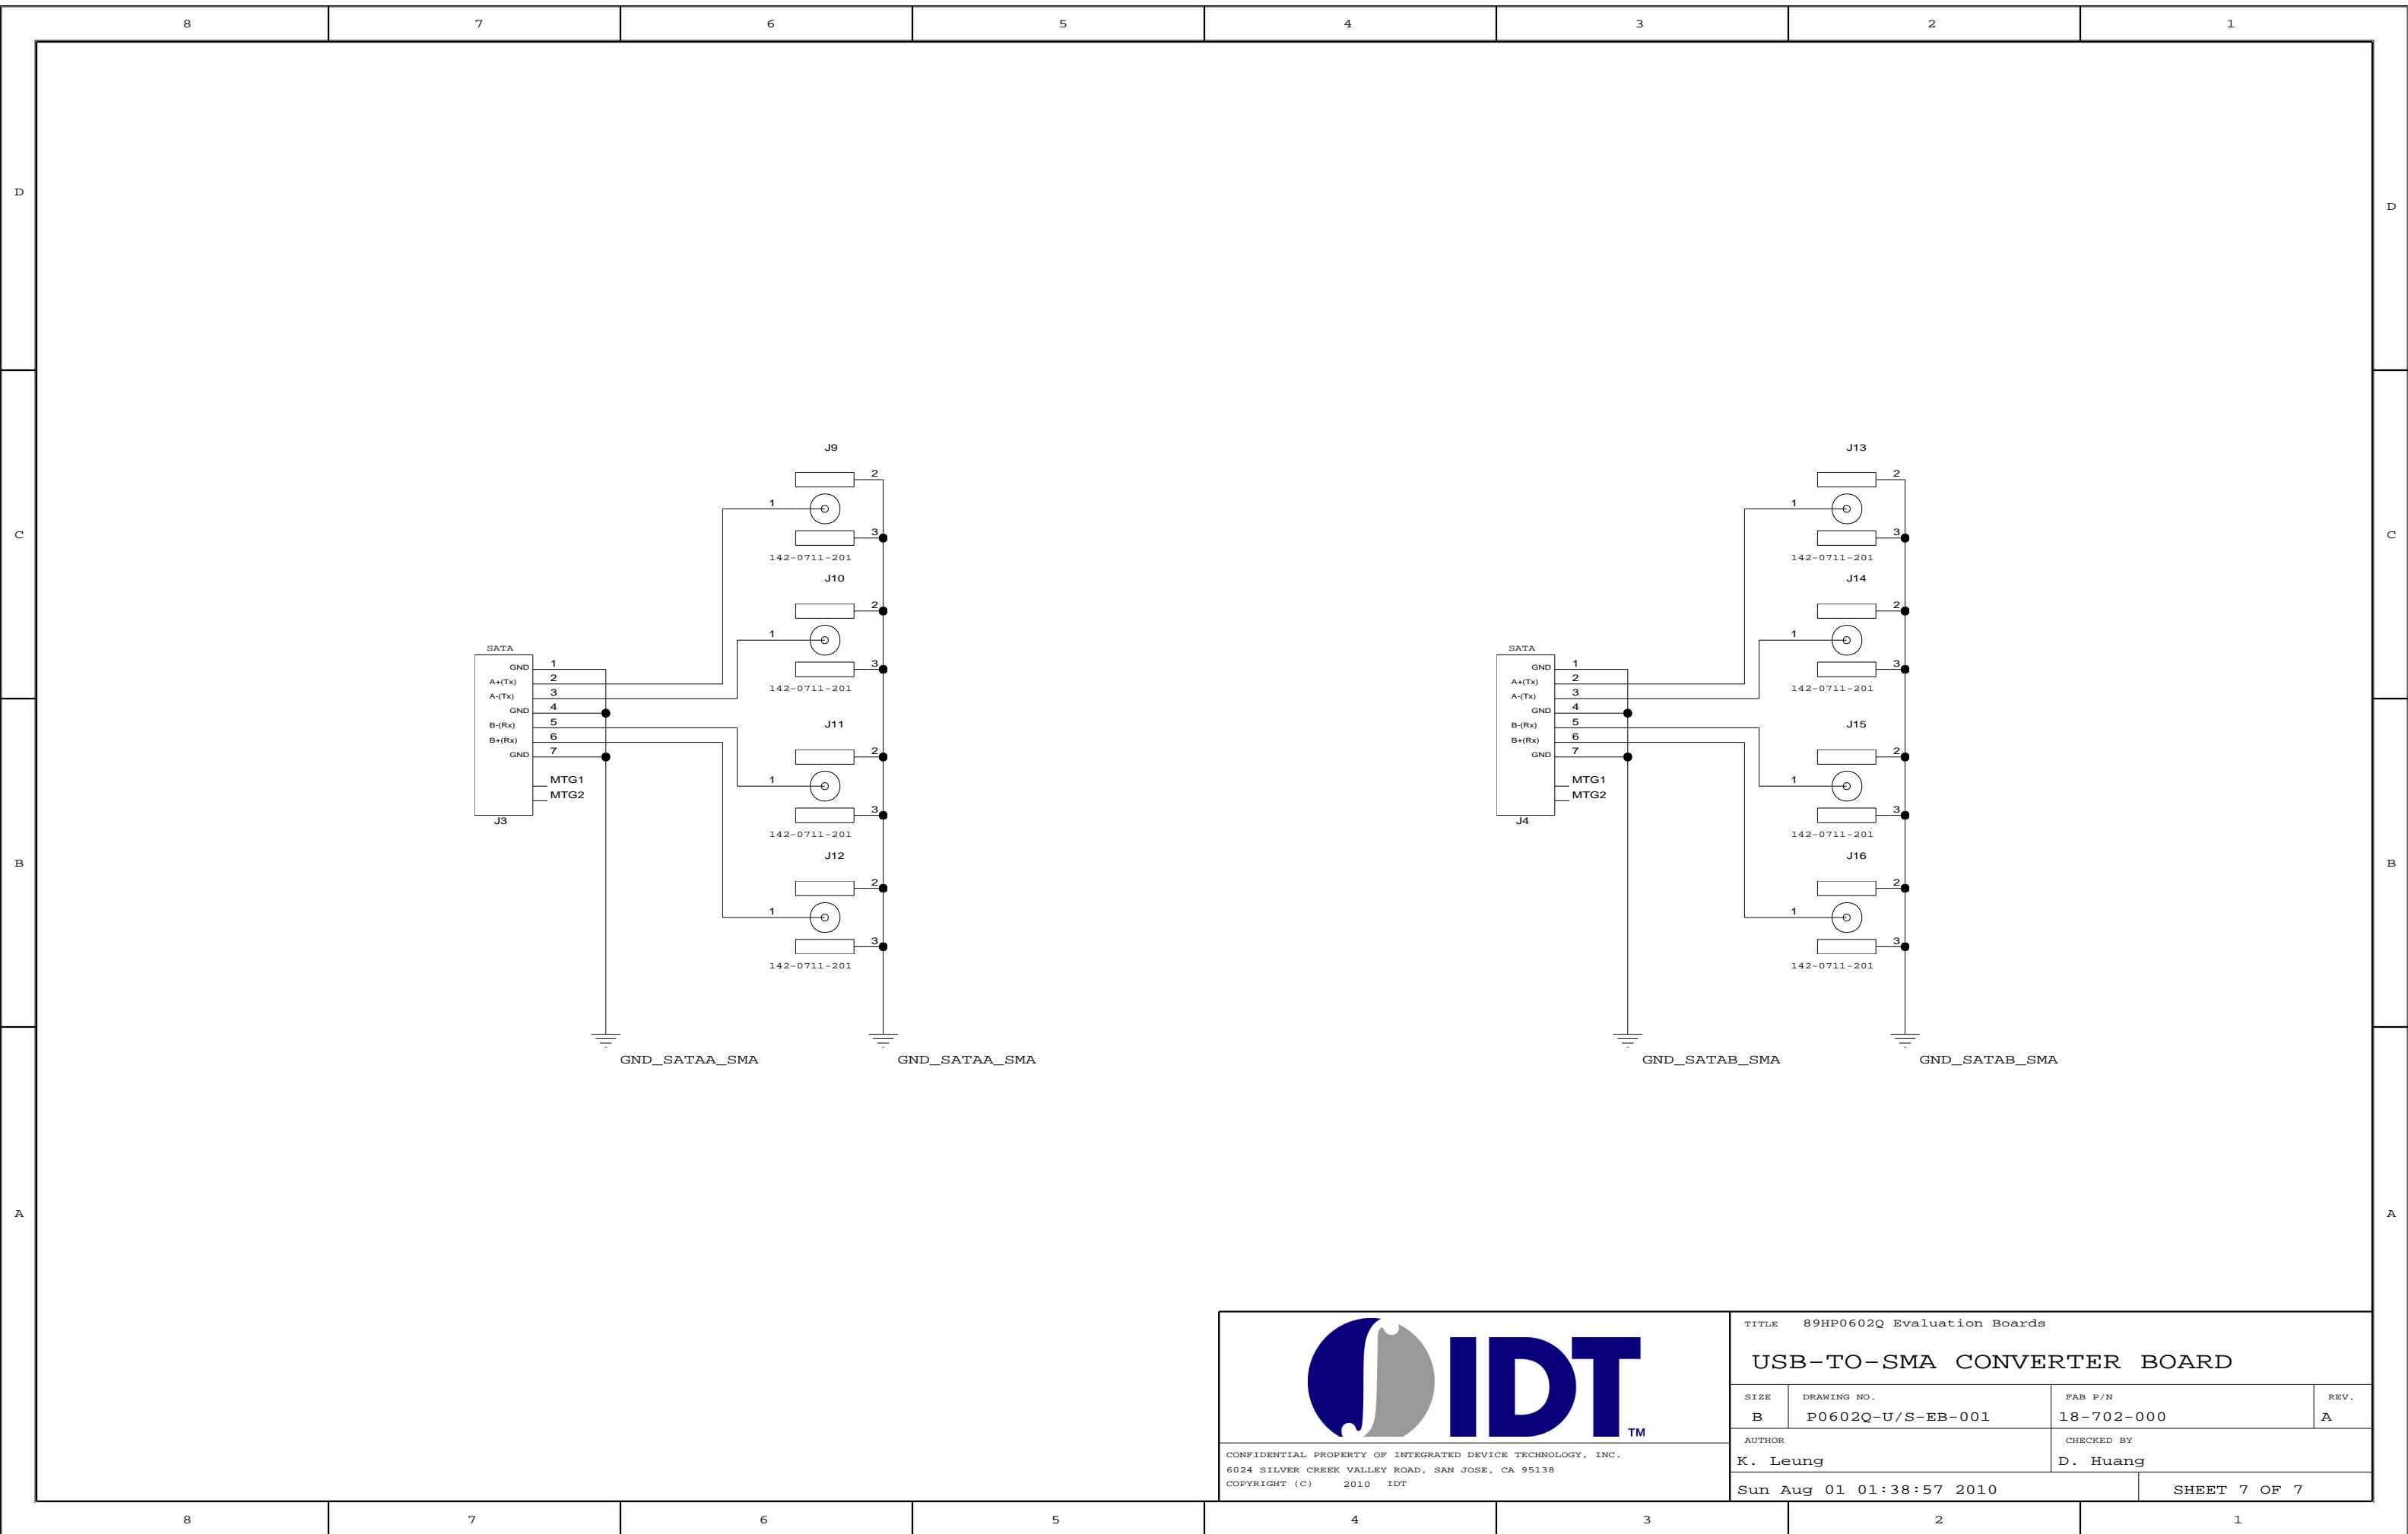 8 7 6 5 4 3 2 1
D D
C C
B B
A A
J9
2
1
3
142-0711-201
J10
2
1
3
142-0711-201
SATA
GND 1
A+(Tx) 2
A-(Tx) 3
GND 4
B-(Rx) 5
B+(Rx) 6
GND 7
MTG1
MTG2
J3
J11
2
1
3
142-0711-201
J12
2
1
3
142-0711-201
GND_SATAA_SMA GND_SATAA_SMA
J13
2
1
3
142-0711-201
J14
2
1
3
142-0711-201
SATA
GND 1
A+(Tx) 2
A-(Tx) 3
GND 4
B-(Rx) 5
B+(Rx) 6
GND 7
MTG1
MTG2
J4
J15
2
1
3
142-0711-201
J16
2
1
3
142-0711-201
GND_SATAB_SMA GND_SATAB_SMA
IDT TM
CONFIDENTIAL PROPERTY OF INTEGRATED DEVICE TECHNOLOGY, INC.
6024 SILVER CREEK VALLEY ROAD, SAN JOSE, CA 95138
COPYRIGHT (C) 2010 IDT
TITLE 89HP0602Q Evaluation Boards
USB-TO-SMA CONVERTER BOARD
SIZE DRAWING NO. FAB P/N REV.
B P0602Q-U/S-EB-001 18-702-000 A
AUTHOR CHECKED BY
K. Leung D. Huang
Sun Aug 01 01:38:57 2010 SHEET 7 OF 7
8 7 6 5 4 3 2 1